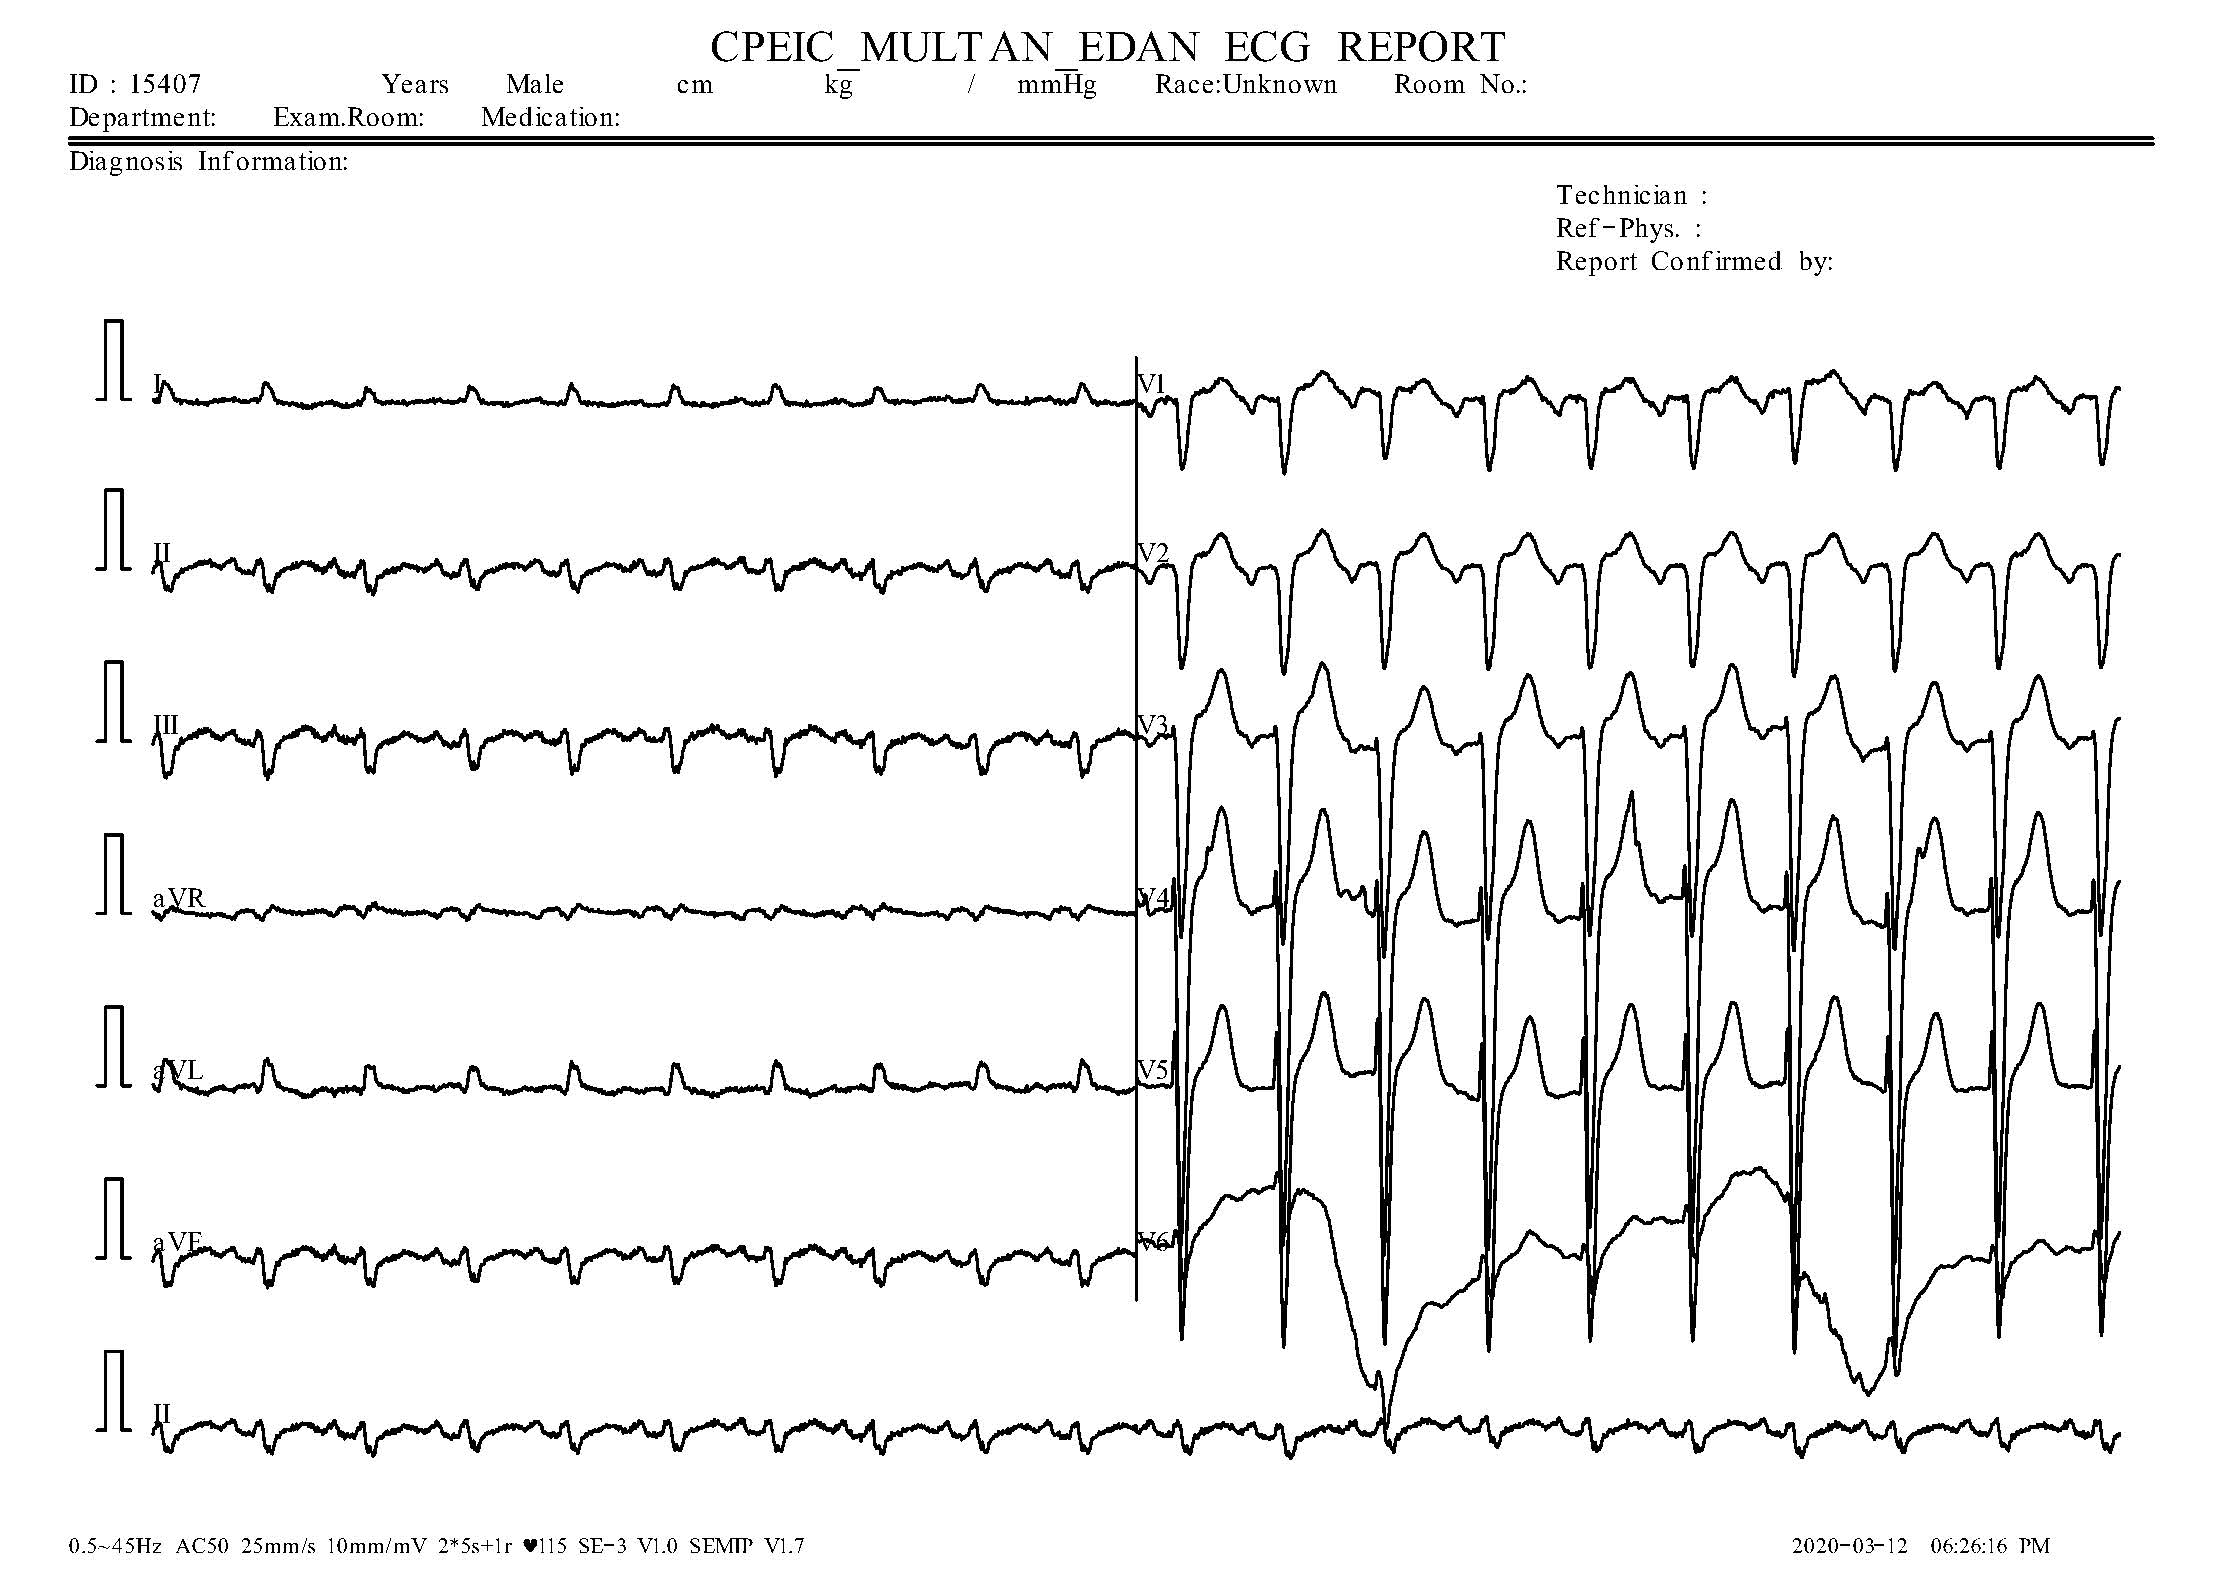 CPEIC_MULTAN_EDAN ECG REPORT
ID : 15407 Years Male cm kg / mmHg Race:Unknown Room No.:
Department: Exam.Room: Medication:
Diagnosis Information:
Technician :
Ref-Phys. :
Report Confirmed by:
I V1
II V2
III V3
aVR V4
aVL V5
aVF V6
II
0.5~45Hz AC50 25mm/s 10mm/mV 2*5s+1r ♥115 SE-3 V1.0 SEMIP V1.7 2020-03-12 06:26:16 PM